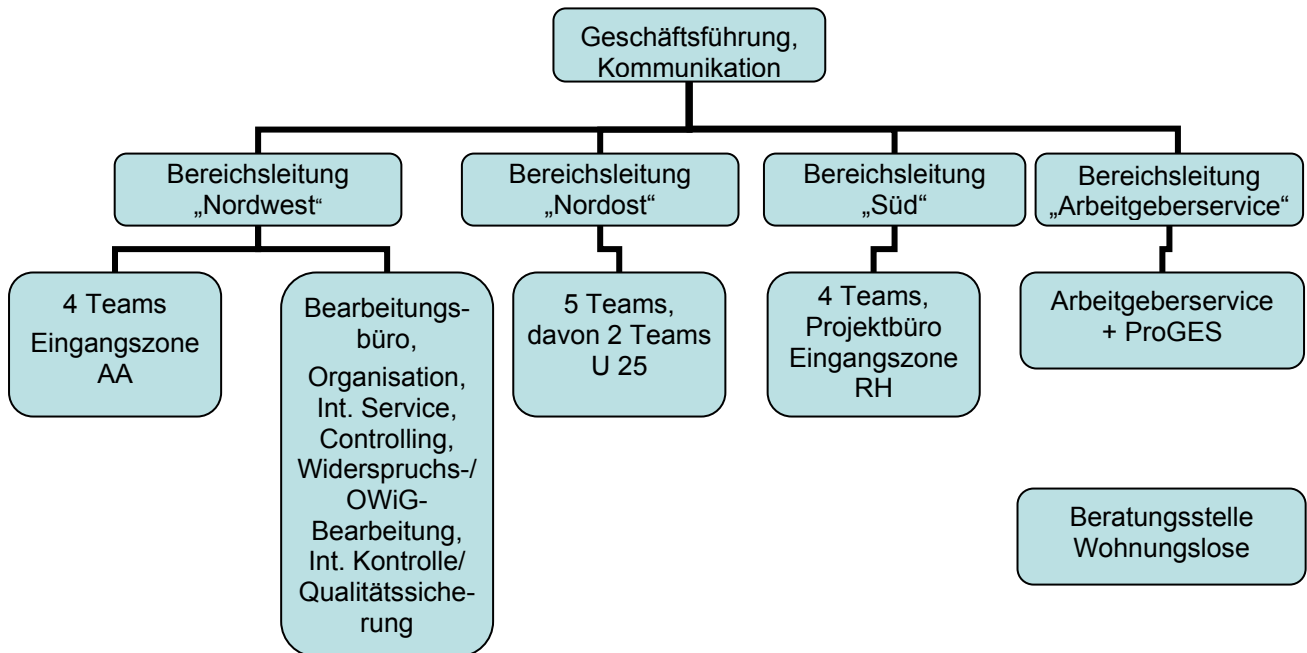 Geschäftsführung,
Kommunikation
Bereichsleitung
„Nordwest“
Bereichsleitung
„Nordost“
Bereichsleitung
„Süd“
Bereichsleitung
„Arbeitgeberservice“
4 Teams
Eingangszone
AA
Bearbeitungs-
büro,
Organisation,
Int. Service,
Controlling,
Widerspruchs-/
OWiG-
Bearbeitung,
Int. Kontrolle/
Qualitätssiche-
rung
5 Teams,
davon 2 Teams
U 25
4 Teams,
Projektbüro
Eingangszone
RH
Arbeitgeberservice
+ ProGES
Beratungsstelle
Wohnungslose